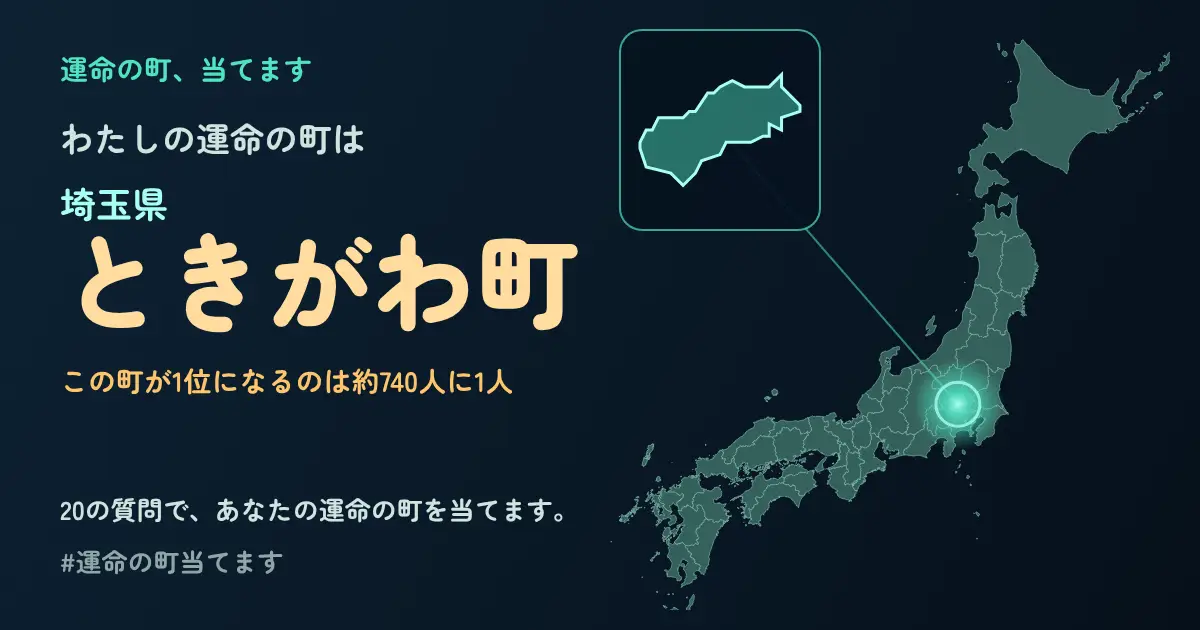 運命の町、当てます
わたしの運命の町は
埼玉県
ときがわ町
この町が1位になるのは約740人に1人
20の質問で、あなたの運命の町を当てます。
#運命の町当てます